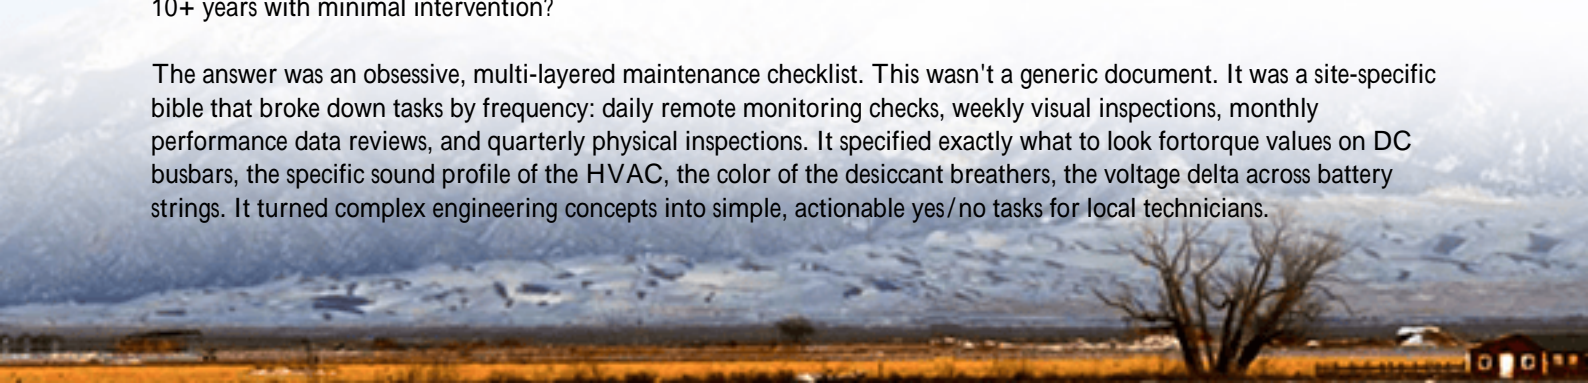 10+ years with minimal intervention?
The answer was an obsessive, multi-layered maintenance checklist. This wasn't a generic document. It was a site-specific
bible that broke down tasks by frequency: daily remote monitoring checks, weekly visual inspections, monthly
performance data reviews, and quarterly physical inspections. It specified exactly what to look fortorque values on DC
busbars, the specific sound profile of the HVAC, the color of the desiccant breathers, the voltage delta across battery
strings. It turned complex engineering concepts into simple, actionable yes/no tasks for local technicians.